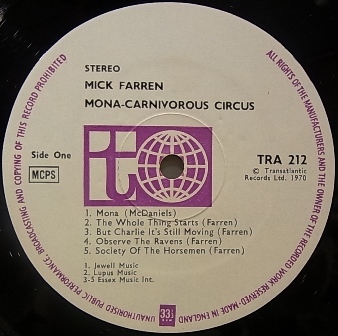 STEREO
MICK FARREN
MONA-CARNIVOROUS CIRCUS
Side One
MCPS
TRA 212
© Transatlantic
Records Ltd. 1970
1. Mona (McDaniels)
2. The Whole Thing Starts (Farren)
3. But Charlie It's Still Moving (Farren)
4. Observe The Ravens (Farren)
5. Society Of The Horsemen (Farren)
1. Jewell Music
2. Lupus Music
3-5 Essex Music Int.
ALL RIGHTS OF THE MANUFACTURERS AND THE OWNER OF THE RECORDED WORK RESERVED-MADE IN ENGLAND
33⅓
UNAUTHORISED PUBLIC PERFORMANCE, BROADCASTING AND COPYING OF THIS RECORD PROHIBITED